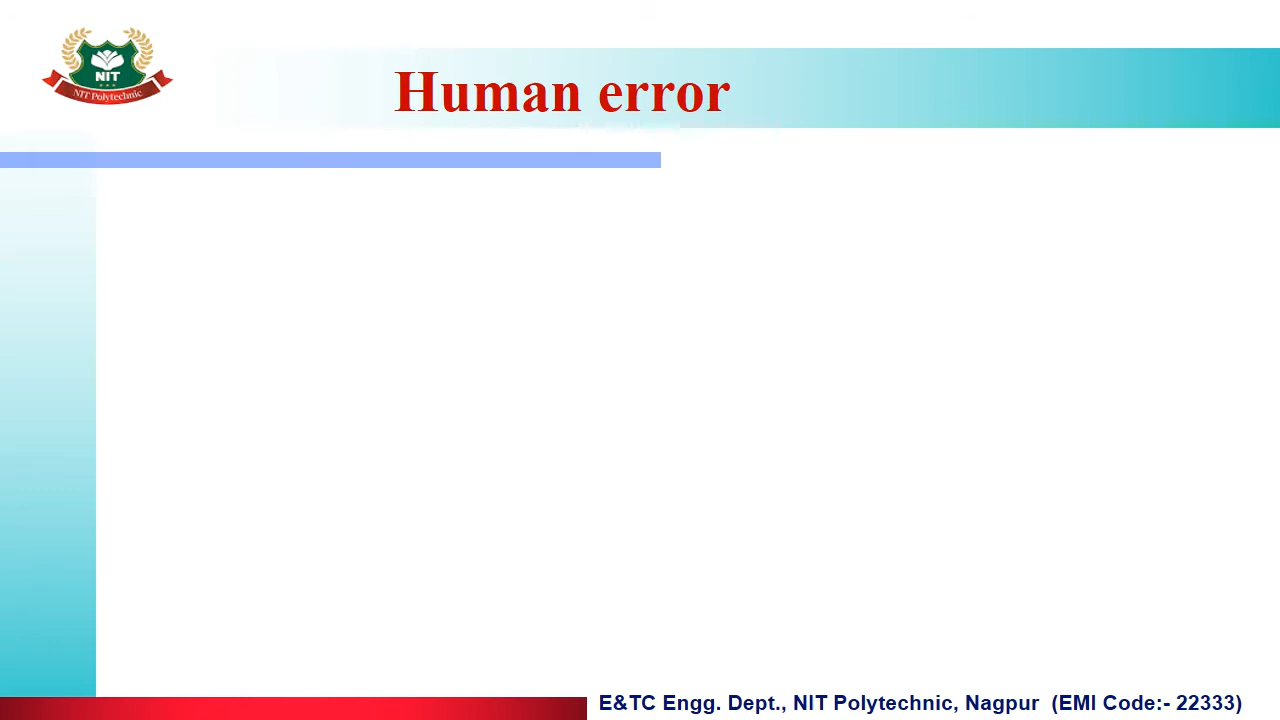 NIT
NIT Polytechnic
Human error
E&TC Engg. Dept., NIT Polytechnic, Nagpur (EMI Code:- 22333)